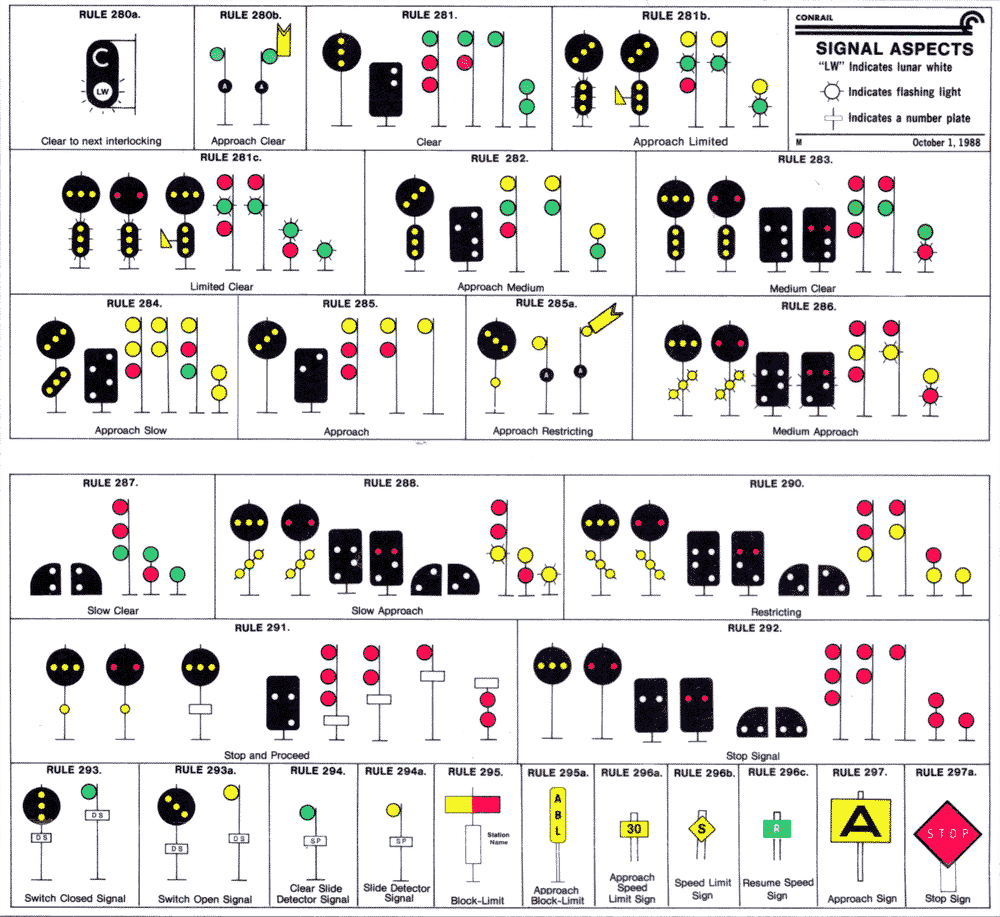 RULE 280a.
C
LW
Clear to next interlocking
RULE 280b.
A
A
Approach Clear
RULE 281.
Clear
RULE 281b.
Approach Limited
CONRAIL
SIGNAL ASPECTS
"LW" Indicates lunar white
Indicates flashing light
Indicates a number plate
M
October 1, 1988
RULE 281c.
Limited Clear
RULE 282.
Approach Medium
RULE 283.
Medium Clear
RULE 284.
Approach Slow
RULE 285.
Approach
RULE 285a.
A
A
Approach Restricting
RULE 286.
Medium Approach
RULE 287.
Slow Clear
RULE 288.
Slow Approach
RULE 290.
Restricting
RULE 291.
Stop and Proceed
RULE 292.
Stop Signal
RULE 293.
DS
DS
Switch Closed Signal
RULE 293a.
DS
DS
Switch Open Signal
RULE 294.
SP
Clear Slide
Detector Signal
RULE 294a.
SP
Slide Detector
Signal
RULE 295.
Station
Name
Block-Limit
RULE 295a.
A
B
L
Approach
Block-Limit
RULE 296a.
30
Approach
Speed
Limit Sign
RULE 296b.
S
Speed Limit
Sign
RULE 296c.
R
Resume Speed
Sign
RULE 297.
A
Approach Sign
RULE 297a.
STOP
Stop Sign